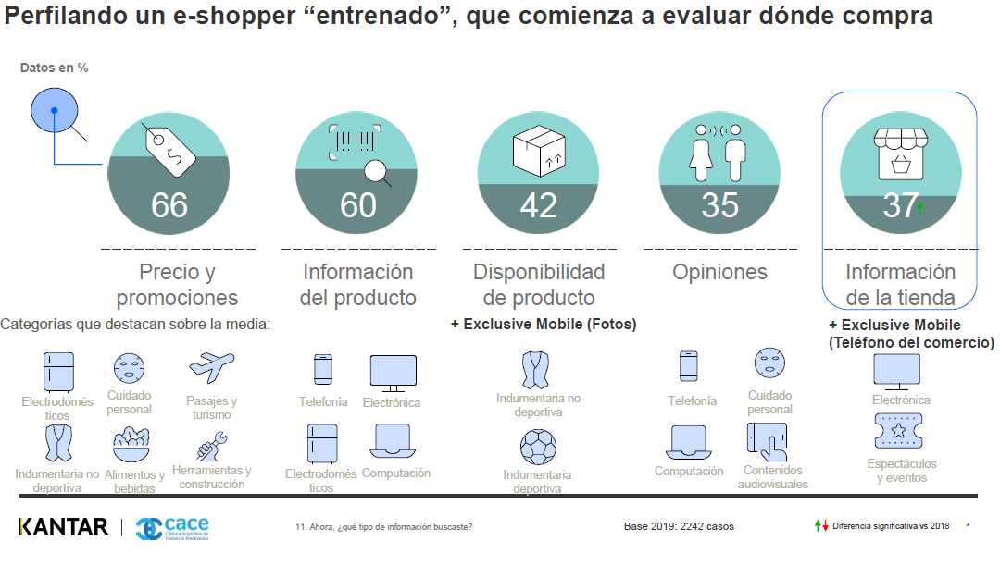 Perfilando un e-shopper “entrenado”, que comienza a evaluar dónde compra
Datos en %
66
60
42
35
37
Precio y
promociones
Información
del producto
Disponibilidad
de producto
Opiniones
Información
de la tienda
Categorías que destacan sobre la media:
+ Exclusive Mobile (Fotos)
+ Exclusive Mobile
(Teléfono del comercio)
Electrodomés
ticos
Cuidado
personal
Pasajes y
turismo
Indumentaria no
deportiva
Alimentos y
bebidas
Herramientas y
construcción
Telefonía
Electrónica
Electrodomés
ticos
Computación
Indumentaria no
deportiva
Indumentaria
deportiva
Telefonía
Cuidado
personal
Computación
Contenidos
audiovisuales
Electrónica
Espectáculos
y eventos
KANTAR
cace
Cámara Argentina de
Comercio Electrónico
11. Ahora, ¿qué tipo de información buscaste?
Base 2019: 2242 casos
Diferencia significativa vs 2018